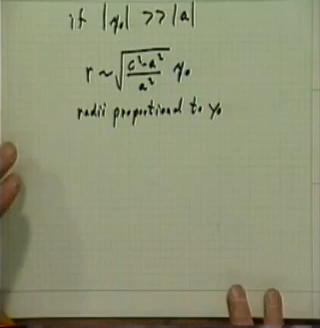 if |y₀| >> |a|
r ~ √((c²-a²)/a²) y₀
radii proportional to y₀